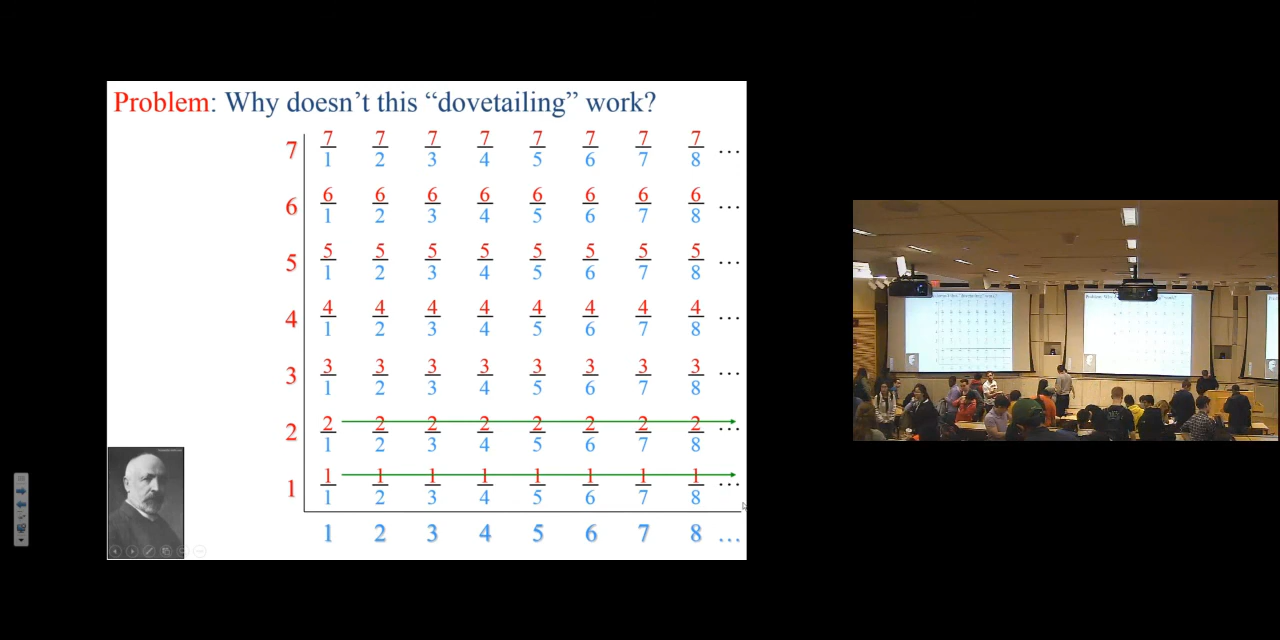 Problem: Why doesn't this “dovetailing” work?
7 7/1 7/2 7/3 7/4 7/5 7/6 7/7 7/8 …
6 6/1 6/2 6/3 6/4 6/5 6/6 6/7 6/8 …
5 5/1 5/2 5/3 5/4 5/5 5/6 5/7 5/8 …
4 4/1 4/2 4/3 4/4 4/5 4/6 4/7 4/8 …
3 3/1 3/2 3/3 3/4 3/5 3/6 3/7 3/8 …
2 2/1 2/2 2/3 2/4 2/5 2/6 2/7 2/8 …
1 1/1 1/2 1/3 1/4 1/5 1/6 1/7 1/8 …
1 2 3 4 5 6 7 8 …